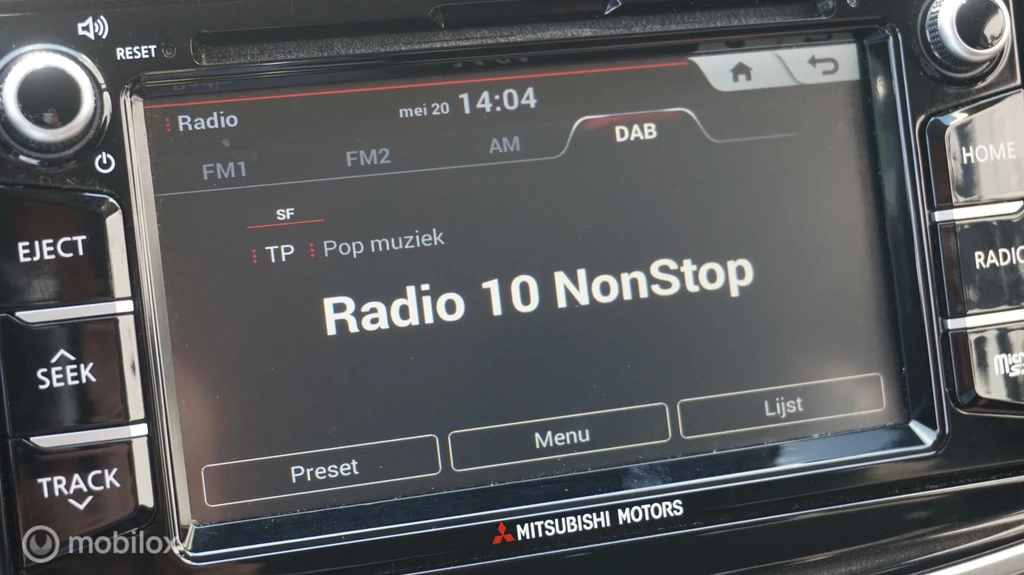 RESET
Radio
mei 20 14:04
FM1 FM2 AM DAB
SF
TP Pop muziek
Radio 10 NonStop
Preset Menu Lijst
EJECT
SEEK
TRACK
HOME
RADIO
MITSUBISHI MOTORS
mobilox